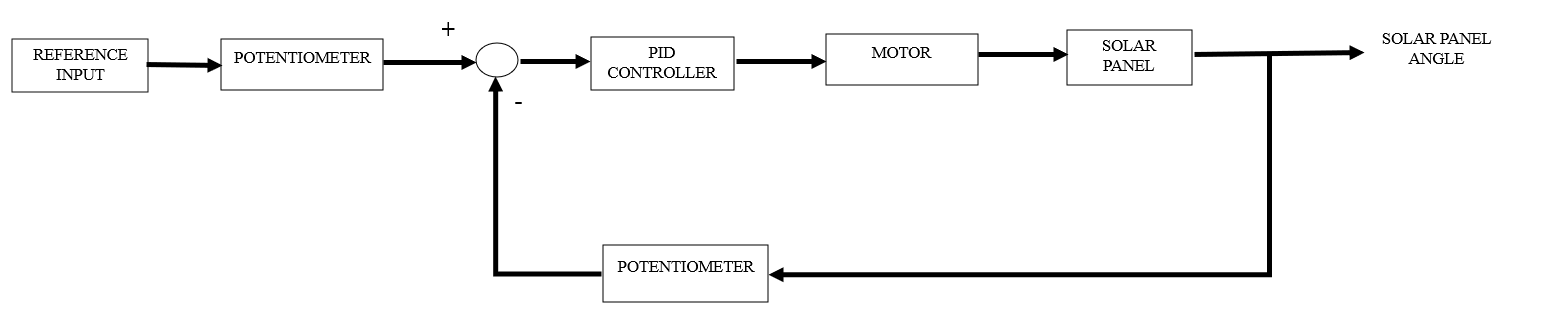 +
REFERENCE
INPUT
POTENTIOMETER
PID
CONTROLLER
MOTOR
SOLAR
PANEL
SOLAR PANEL
ANGLE
-
POTENTIOMETER